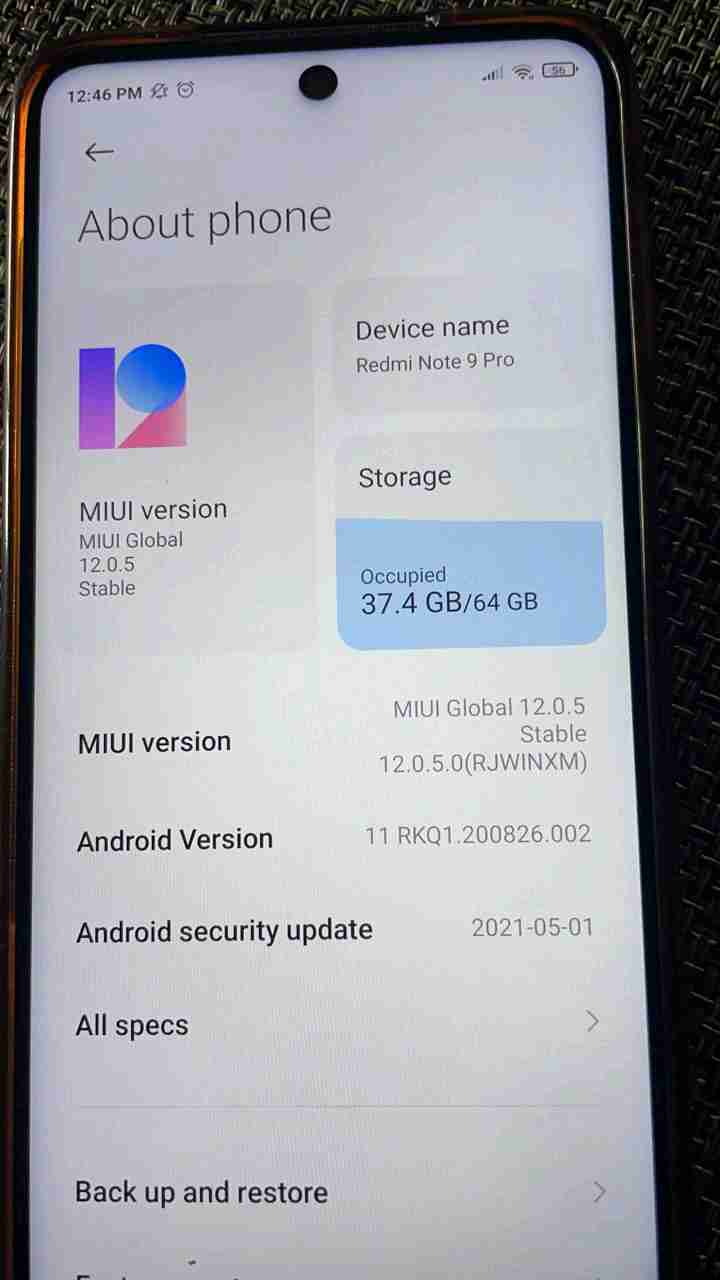 12:46 PM
56
About phone
Device name
Redmi Note 9 Pro
MIUI version
MIUI Global
12.0.5
Stable
Storage
Occupied
37.4 GB/64 GB
MIUI version
MIUI Global 12.0.5
Stable
12.0.5.0(RJWINXM)
Android Version
11 RKQ1.200826.002
Android security update
2021-05-01
All specs
Back up and restore